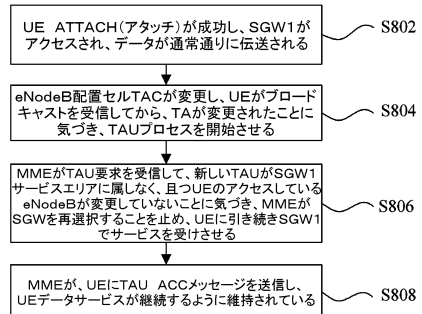 UE ATTACH(アタッチ)が成功し、SGW1が
アクセスされ、データが通常通りに伝送される
S802
eNodeB配置セルTACが変更し、UEがブロード
キャストを受信してから、TAが変更されたことに
気づき、TAUプロセスを開始させる
S804
MMEがTAU要求を受信して、新しいTAUがSGW1
サービスエリアに属しなく、且つUEのアクセスしている
eNodeBが変更していないことに気づき、MMEが
SGWを再選択することを止め、UEに引き続きSGW1
でサービスを受けさせる
S806
MMEが、UEにTAU ACCメッセージを送信し、
UEデータサービスが継続するように維持されている
S808